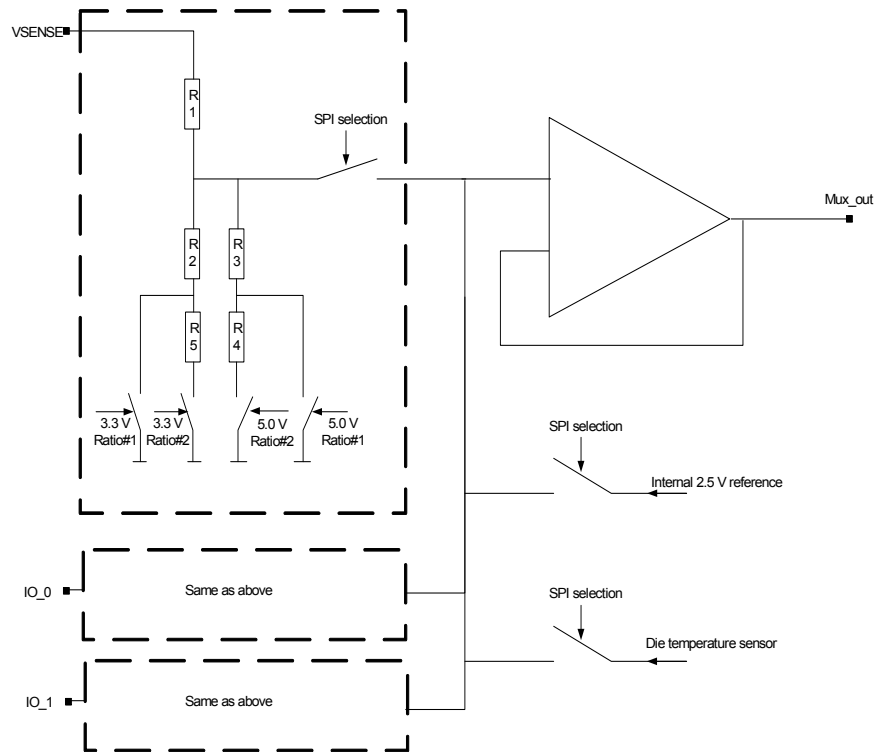 VSENSE
R
1
SPI selection
Mux_out
R
2
R
3
R
5
R
4
3.3 V
Ratio#1
3.3 V
Ratio#2
5.0 V
Ratio#2
5.0 V
Ratio#1
SPI selection
Internal 2.5 V reference
IO_0
Same as above
SPI selection
Die temperature sensor
IO_1
Same as above